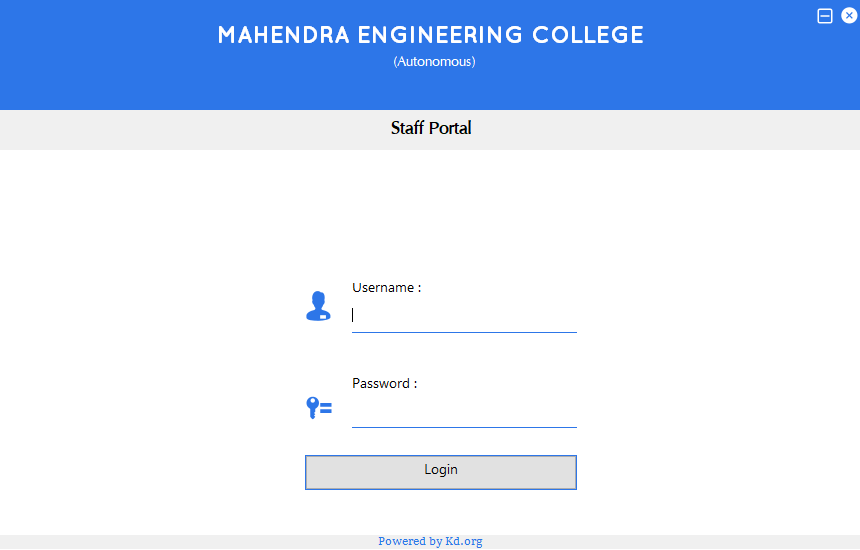 MAHENDRA ENGINEERING COLLEGE
(Autonomous)
Staff Portal
Username :
Password :
Login
Powered by Kd.org